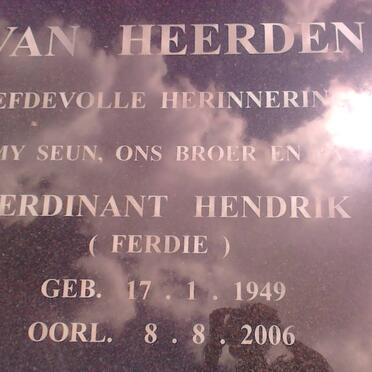 VAN HEERDEN
EFDEVOLLE HERINNERIN
MY SEUN, ONS BROER EN
ERDINANT HENDRIK
( FERDIE )
GEB. 17 . 1 . 1949
OORL. 8 . 8 . 2006